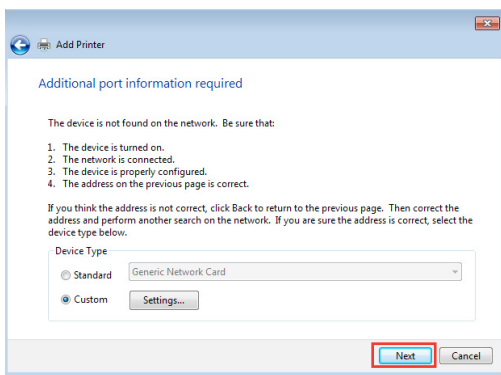 Add Printer
Additional port information required
The device is not found on the network. Be sure that:
1. The device is turned on.
2. The network is connected.
3. The device is properly configured.
4. The address on the previous page is correct.
If you think the address is not correct, click Back to return to the previous page. Then correct the
address and perform another search on the network. If you are sure the address is correct, select the
device type below.
Device Type
Standard Generic Network Card
Custom Settings...
Next Cancel